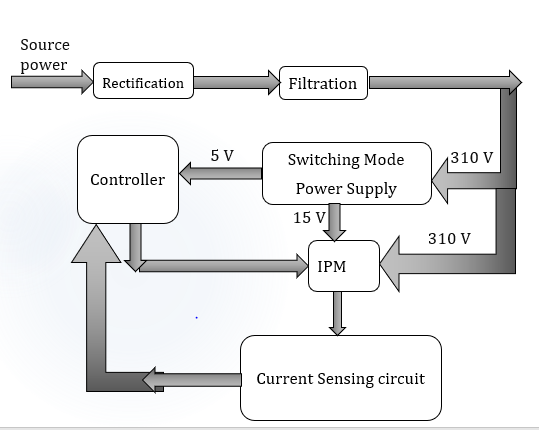 Source
power
Rectification
Filtration
Controller
5 V
Switching Mode
Power Supply
310 V
15 V
310 V
IPM
Current Sensing circuit